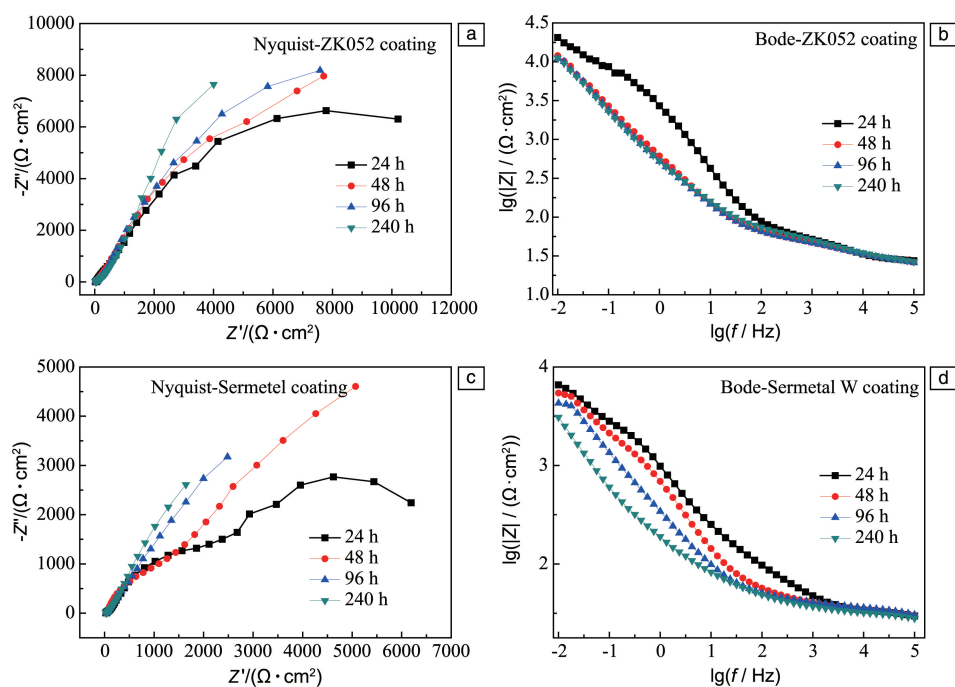 10000
8000
6000
4000
2000
0
-Z″/(Ω·cm²)
Nyquist-ZK052 coating
a
24 h
48 h
96 h
240 h
0 2000 4000 6000 8000 10000 12000
Z′/(Ω·cm²)
4.5
4.0
3.5
3.0
2.5
2.0
1.5
1.0
lg(|Z| / (Ω·cm²))
Bode-ZK052 coating
b
24 h
48 h
96 h
240 h
-2 -1 0 1 2 3 4 5
lg(f / Hz)
5000
4000
3000
2000
1000
0
-Z″/(Ω·cm²)
Nyquist-Sermetel coating
c
24 h
48 h
96 h
240 h
0 1000 2000 3000 4000 5000 6000 7000
Z′/(Ω·cm²)
4
3
2
lg(|Z| / (Ω·cm²))
Bode-Sermetal W coating
d
24 h
48 h
96 h
240 h
-2 -1 0 1 2 3 4 5
lg(f / Hz)